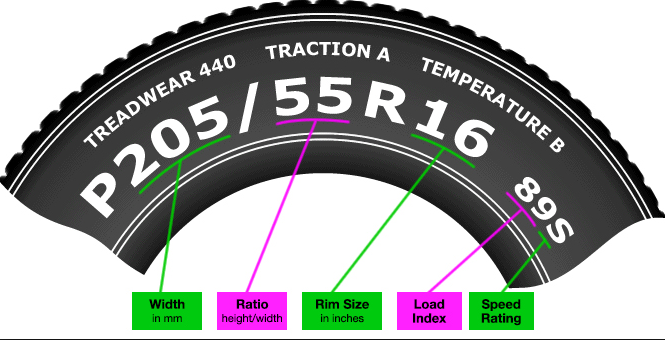 TREADWEAR 440 TRACTION A TEMPERATURE B
P205/55R16 89S
Width
in mm
Ratio
height/width
Rim Size
in inches
Load
Index
Speed
Rating